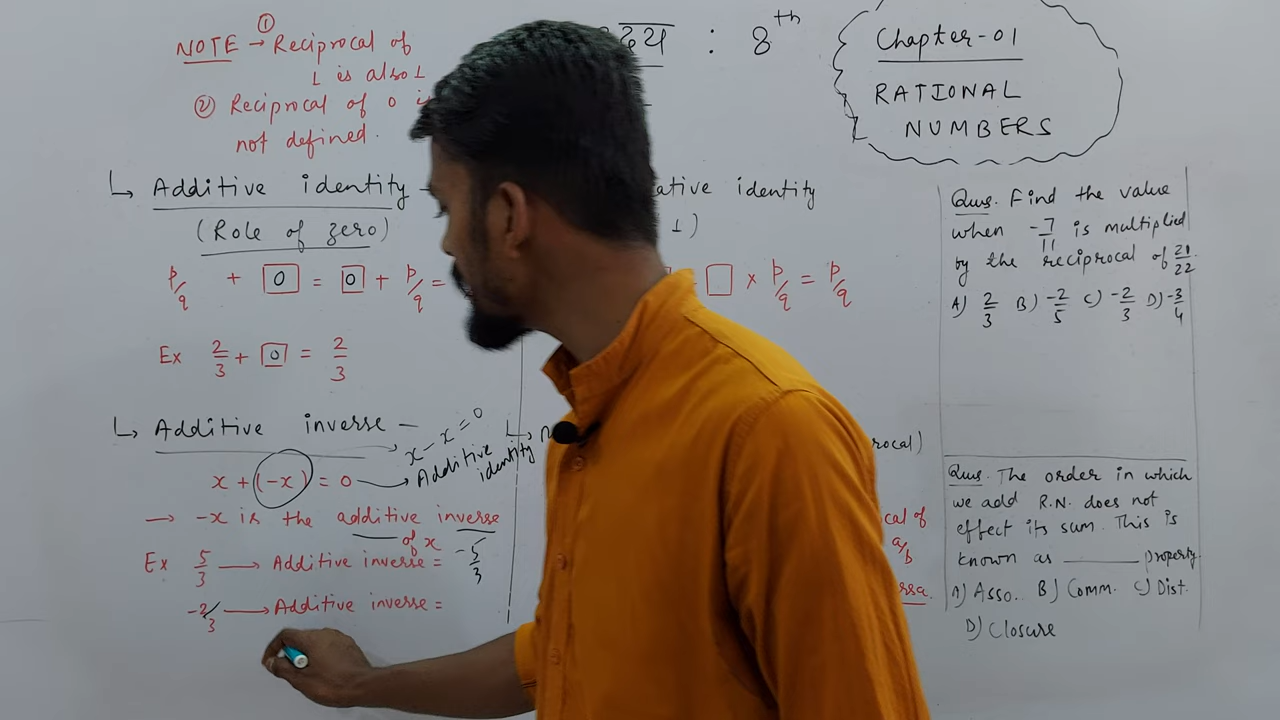 NOTE → ① Reciprocal of
1 is also 1
② Reciprocal of 0 i
not defined.
: 8th
Chapter-01
RATIONAL
NUMBERS
↳ Additive identity
(Role of zero)
p/q + 0 = 0 + p/q =
Ex 2/3 + 0 = 2/3
↳ Additive inverse —
x - x = 0
x + (-x) = 0 → Additive
identity
→ -x is the additive inverse
of x
Ex 5/3 → Additive inverse = -5/3
-2/3 → Additive inverse =
ative identity
1)
□ × p/q = p/q
↳
rocal)
cal of
a/b
rsa.
Ques. Find the value
when -7/11 is multiplied
by the reciprocal of 21/22.
A) 2/3 B) -2/5 C) -2/3 D) -3/4
Ques. The order in which
we add R.N. does not
effect its sum. This is
known as ______ property.
A) Asso. B) Comm. C) Dist.
D) Closure